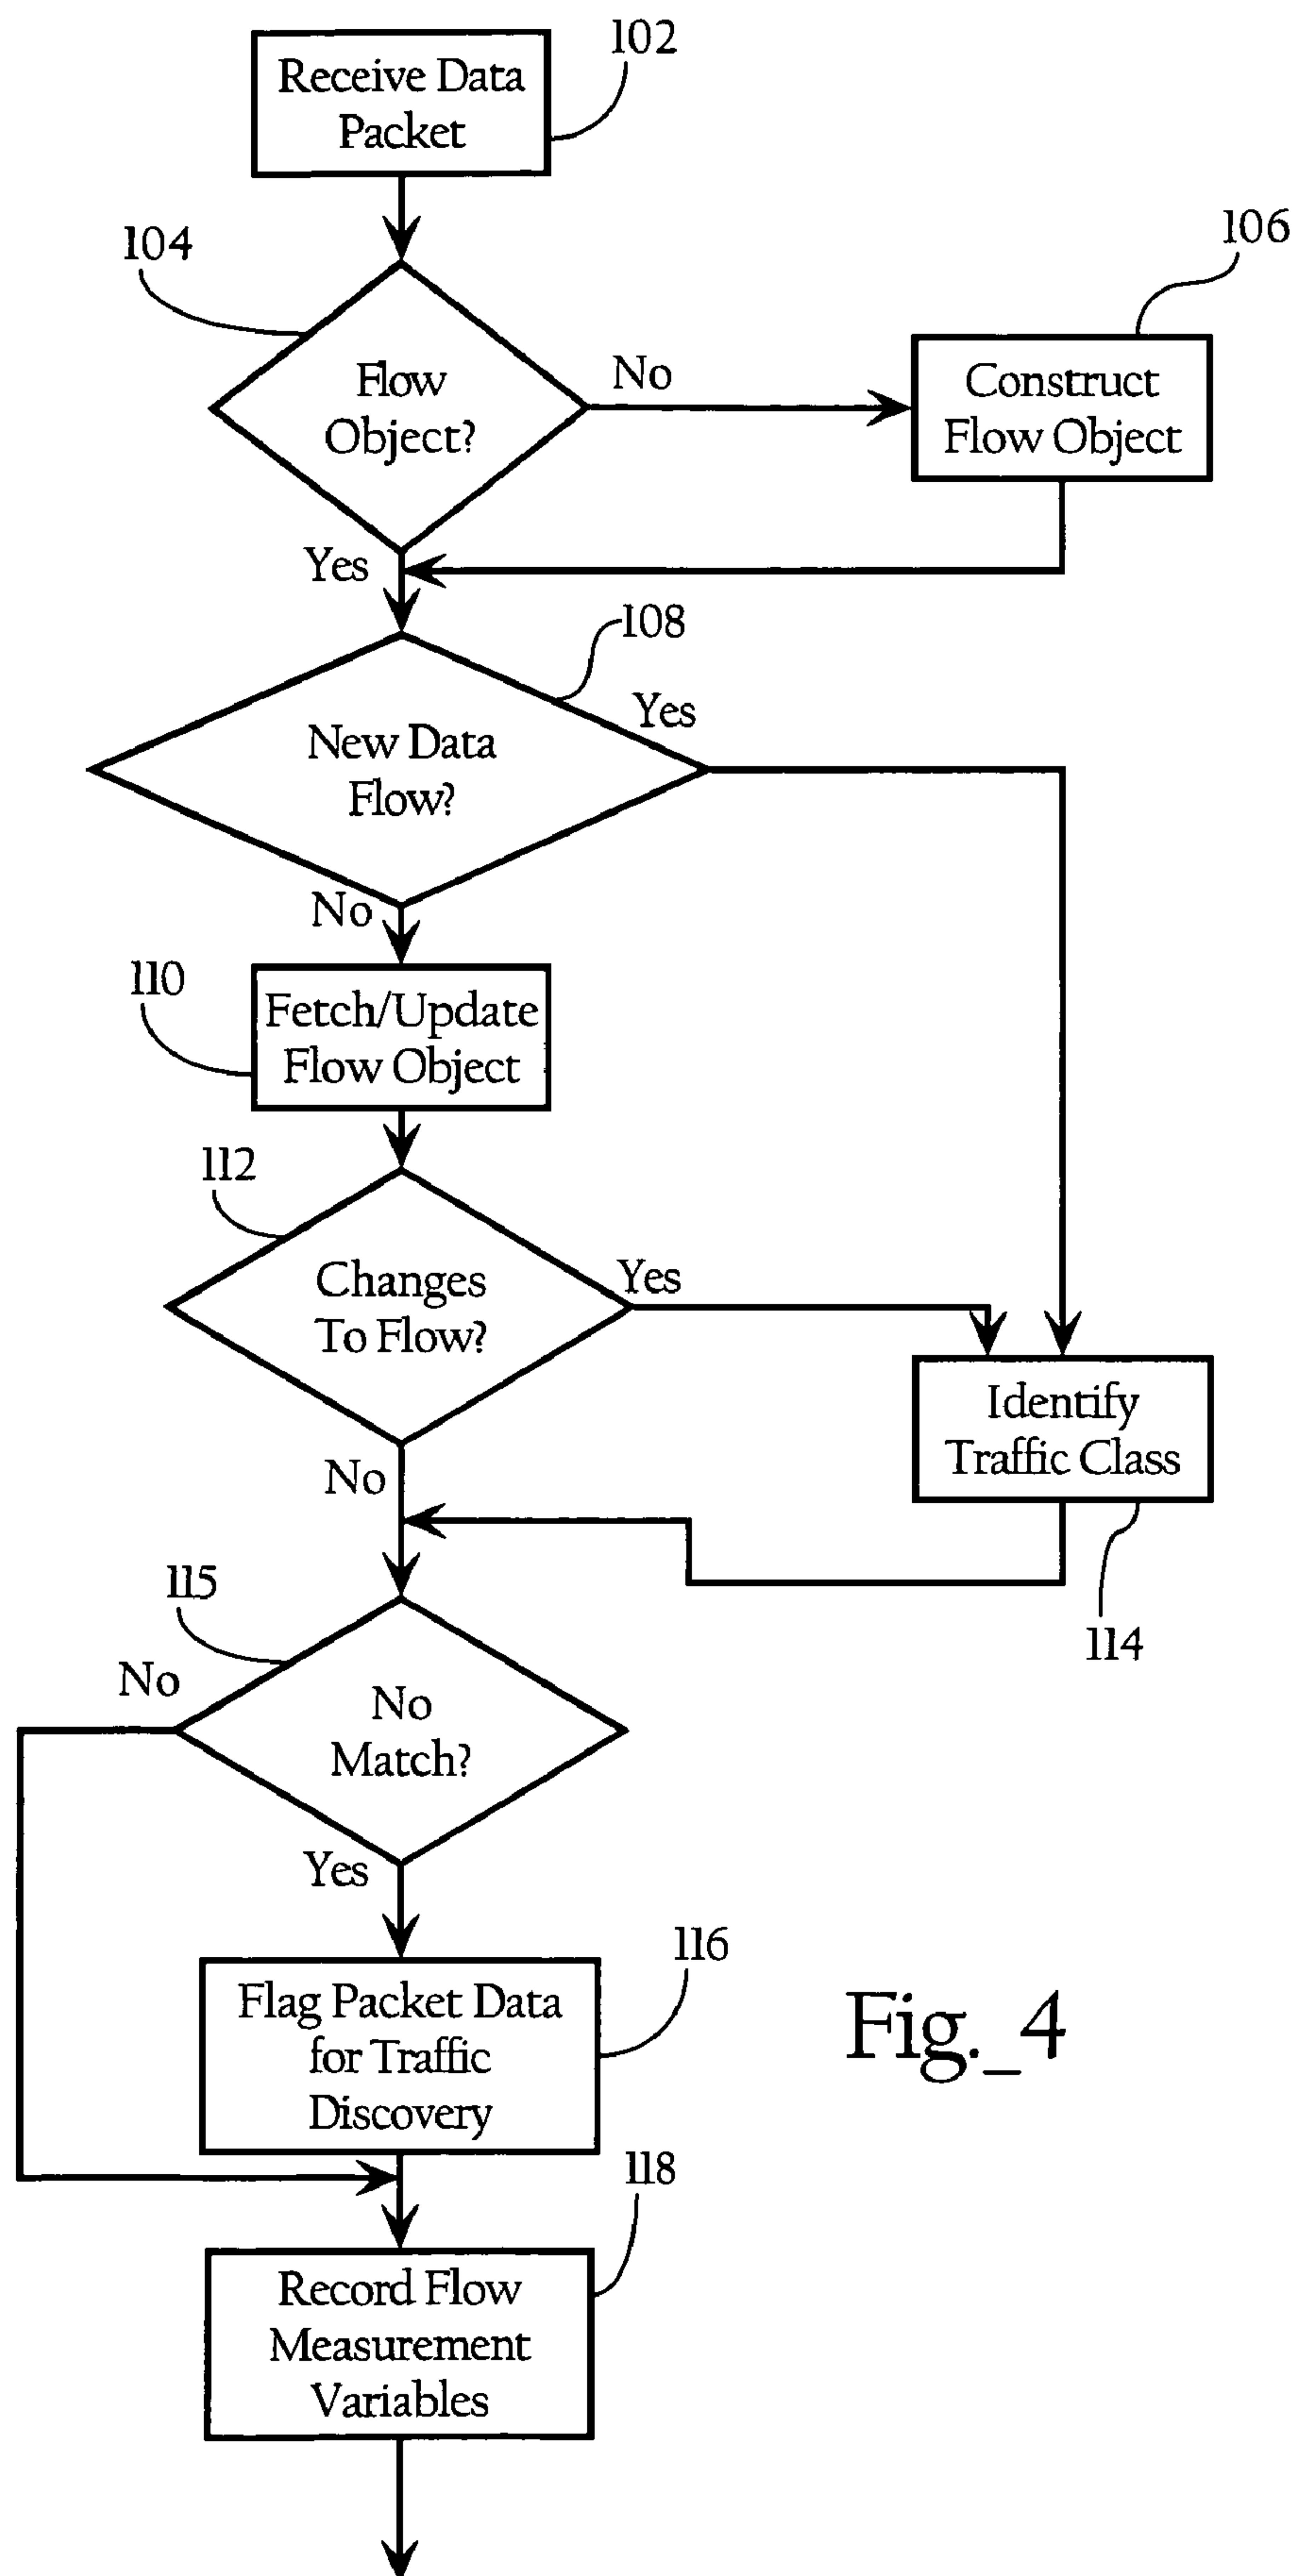 102
Receive Data
Packet
104
106
Flow
Object?
No
Construct
Flow Object
Yes
108
Yes
New Data
Flow?
No
110
Fetch/Update
Flow Object
112
Changes
To Flow?
Yes
Identify
Traffic Class
No
115
114
No
No
Match?
Yes
116
Flag Packet Data
for Traffic
Discovery
Fig._4
118
Record Flow
Measurement
Variables